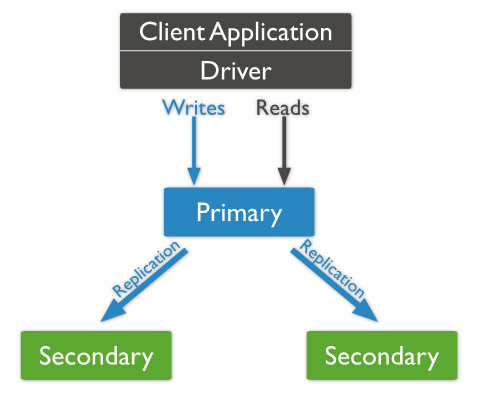 Client Application
Driver
Writes
Reads
Primary
Replication
Replication
Secondary
Secondary